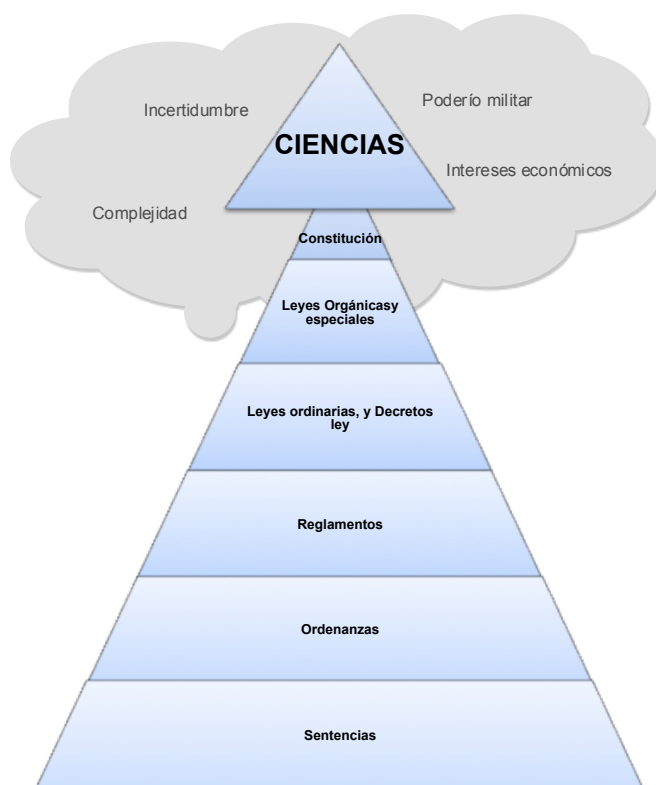 Poderío militar
Incertidumbre
CIENCIAS
Intereses económicos
Complejidad
Constitución
Leyes Orgánicasy
especiales
Leyes ordinarias, y Decretos
ley
Reglamentos
Ordenanzas
Sentencias